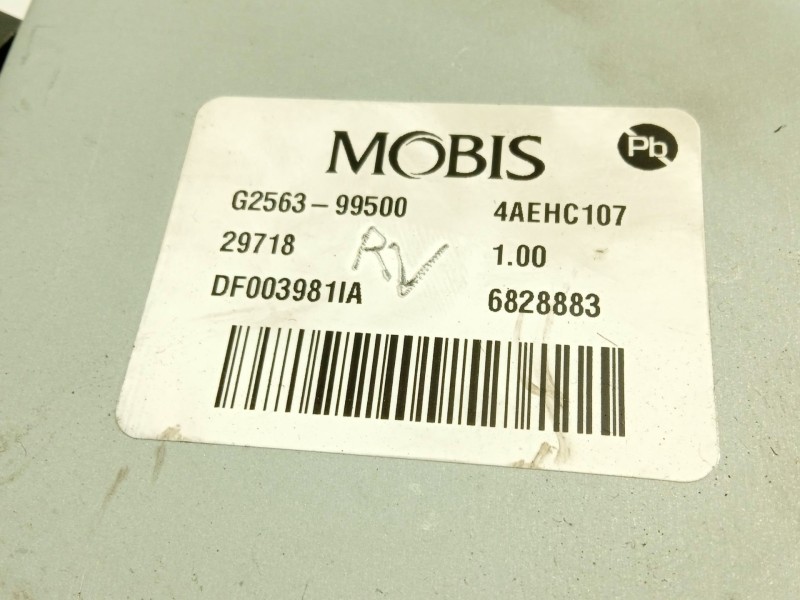 MOBIS Pb
G2563-99500 4AEHC107
29718 RV 1.00
DF003981IA 6828883